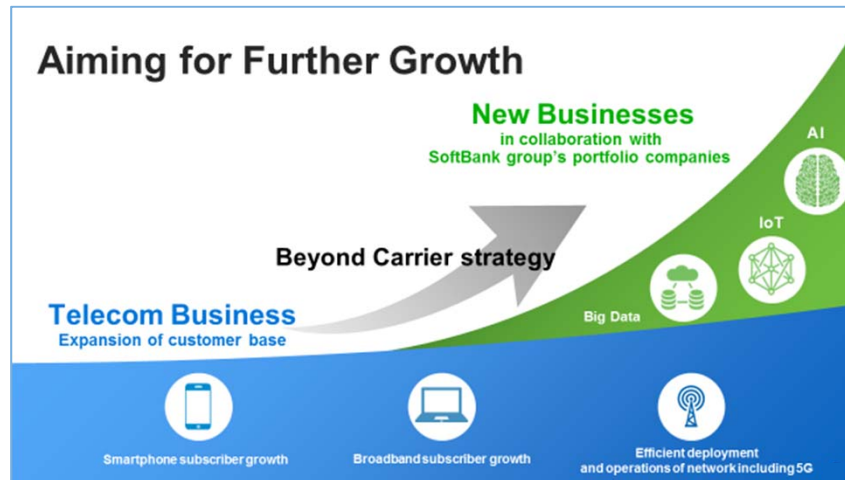 Aiming for Further Growth
New Businesses
in collaboration with
SoftBank group's portfolio companies
AI
IoT
Beyond Carrier strategy
Big Data
Telecom Business
Expansion of customer base
Smartphone subscriber growth
Broadband subscriber growth
Efficient deployment
and operations of network including 5G